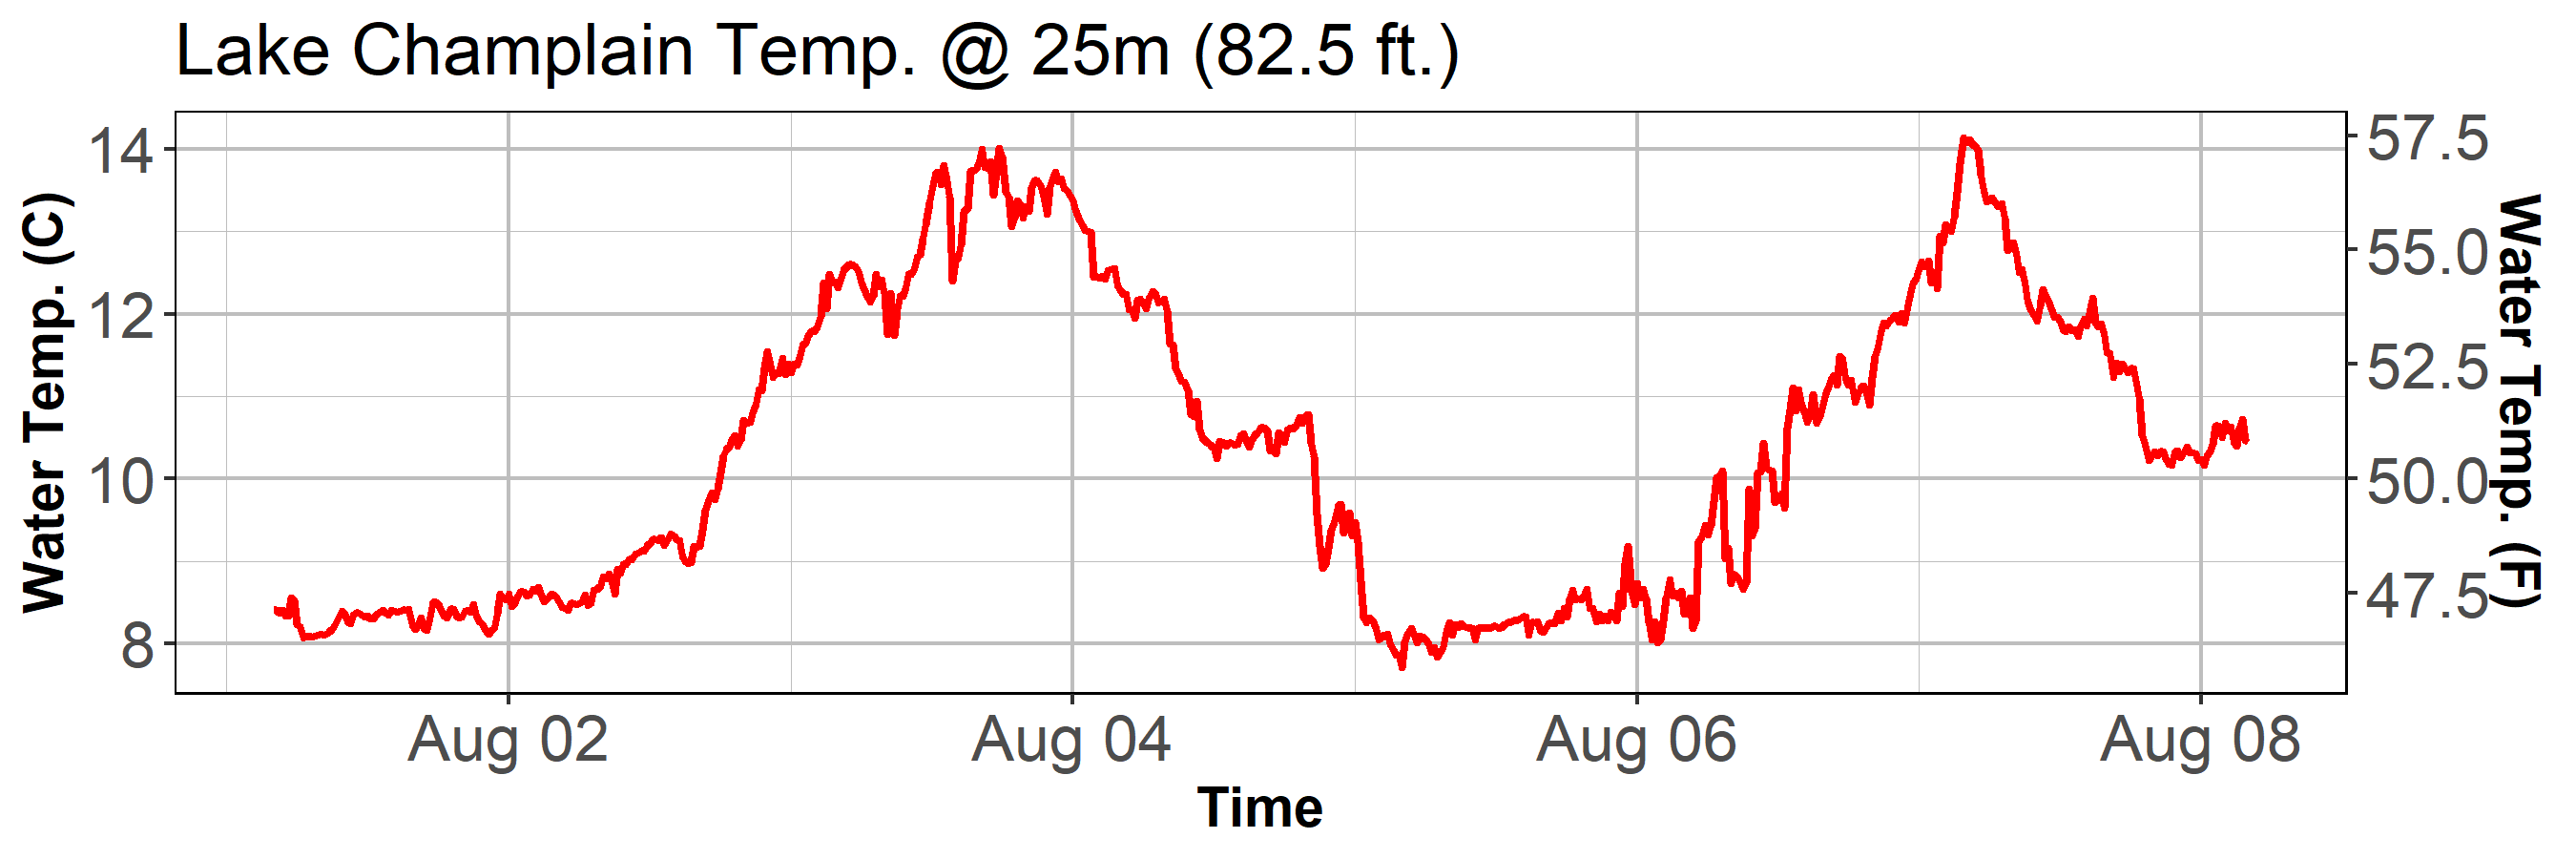 Lake Champlain Temp. @ 25m (82.5 ft.)
Water Temp. (C)
14
12
10
8
57.5
55.0
52.5
50.0
47.5
Water Temp. (F)
Aug 02
Aug 04
Aug 06
Aug 08
Time